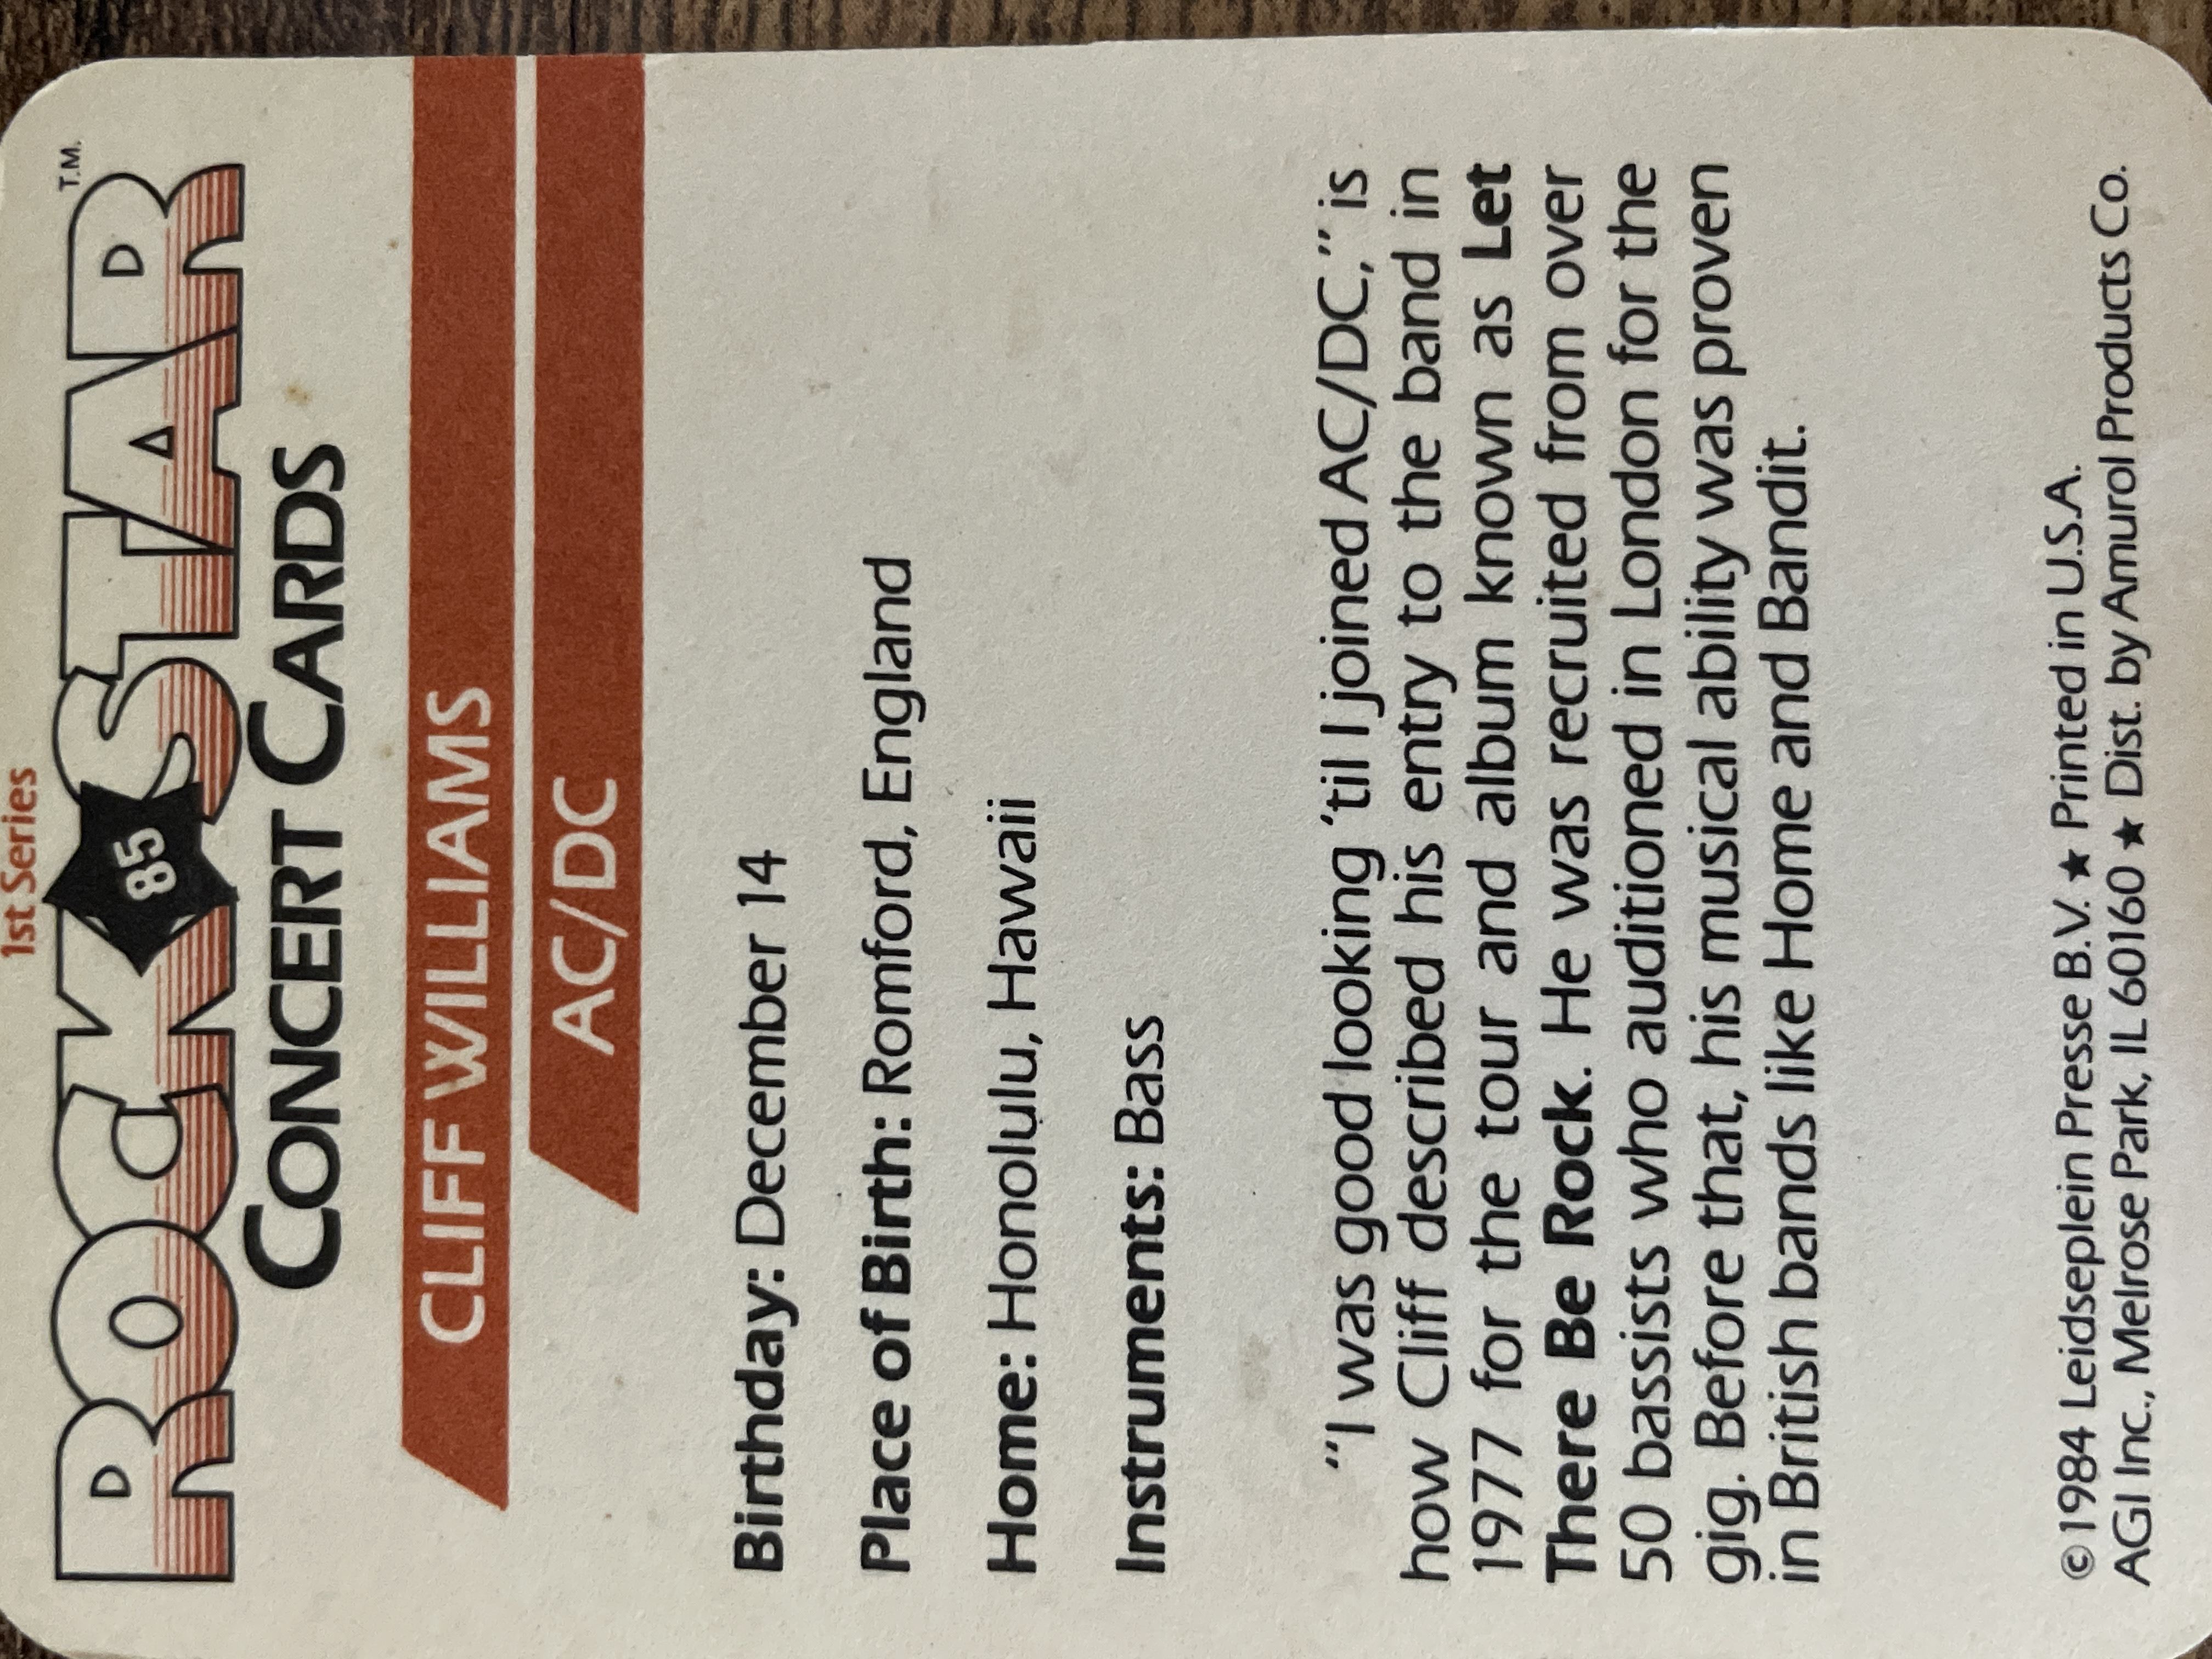 1st Series
ROCK STAR T.M.
85
CONCERT CARDS
CLIFF WILLIAMS
AC/DC
Birthday: December 14
Place of Birth: Romford, England
Home: Honolulu, Hawaii
Instruments: Bass
"I was good looking 'til I joined AC/DC," is
how Cliff described his entry to the band in
1977 for the tour and album known as Let
There Be Rock. He was recruited from over
50 bassists who auditioned in London for the
gig. Before that, his musical ability was proven
in British bands like Home and Bandit.
© 1984 Leidseplein Presse B.V. ★ Printed in U.S.A.
AGI Inc., Melrose Park, IL 60160 ★ Dist. by Amurol Products Co.